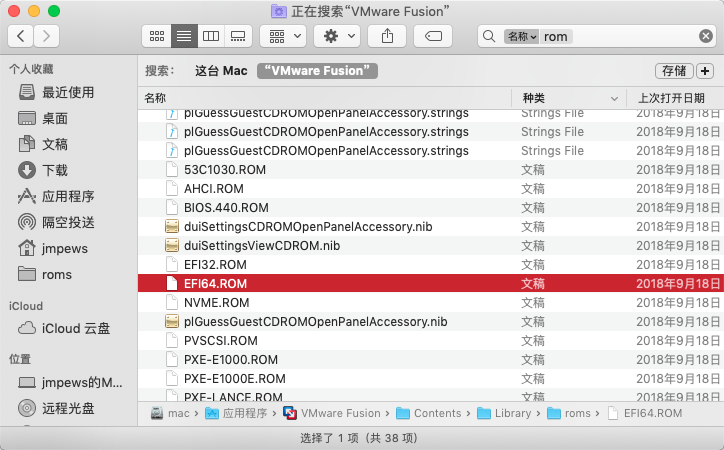 正在搜索“VMware Fusion”
名称 rom
个人收藏
最近使用
桌面
文稿
下载
应用程序
隔空投送
jmpews
roms
iCloud
iCloud 云盘
位置
jmpews的M...
远程光盘
搜索： 这台 Mac “VMware Fusion” 存储 +
名称 种类 上次打开日期
plGuessGuestCDROMOpenPanelAccessory.strings Strings File 2018年9月18日
plGuessGuestCDROMOpenPanelAccessory.strings Strings File 2018年9月18日
plGuessGuestCDROMOpenPanelAccessory.strings Strings File 2018年9月18日
53C1030.ROM 文稿 2018年9月18日
AHCI.ROM 文稿 2018年9月18日
BIOS.440.ROM 文稿 2018年9月18日
duiSettingsCDROMOpenPanelAccessory.nib 文稿 2018年9月18日
duiSettingsViewCDROM.nib 文稿 2018年9月18日
EFI32.ROM 文稿 2018年9月18日
EFI64.ROM 文稿 2018年9月18日
NVME.ROM 文稿 2018年9月18日
plGuessGuestCDROMOpenPanelAccessory.nib 文稿 2018年9月18日
PVSCSI.ROM 文稿 2018年9月18日
PXE-E1000.ROM 文稿 2018年9月18日
PXE-E1000E.ROM 文稿 2018年9月18日
PXE-LANCE.ROM 文稿 2018年9月18日
mac › 应用程序 › VMware Fusion › Contents › Library › roms › EFI64.ROM
选择了 1 项（共 38 项）